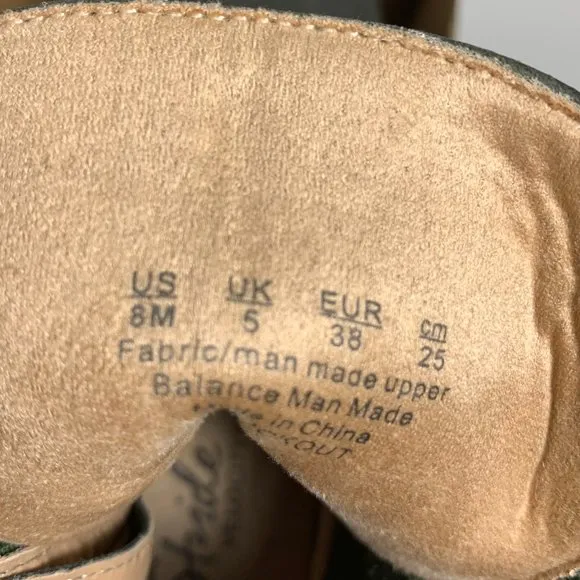 US UK EUR cm
8M 5 38 25
Fabric/man made upper
Balance Man Made
in China